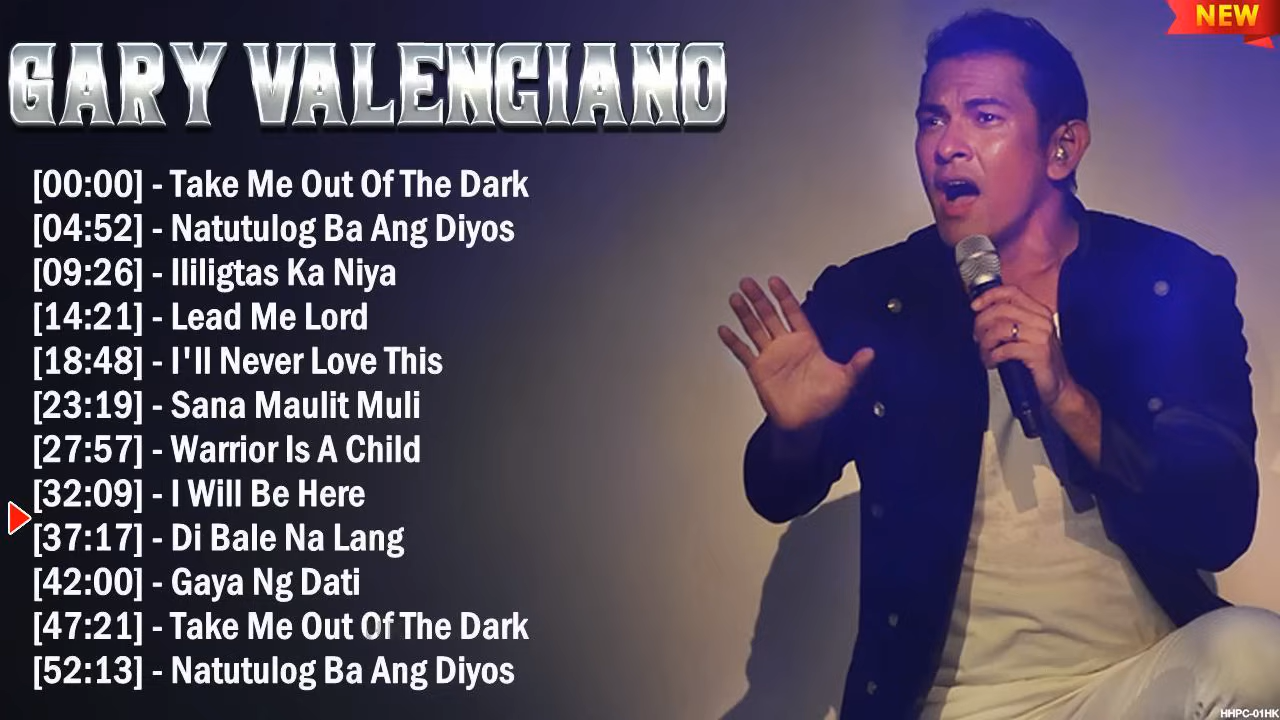 NEW
GARY VALENCIANO
[00:00] - Take Me Out Of The Dark
[04:52] - Natutulog Ba Ang Diyos
[09:26] - Ililigtas Ka Niya
[14:21] - Lead Me Lord
[18:48] - I'll Never Love This
[23:19] - Sana Maulit Muli
[27:57] - Warrior Is A Child
[32:09] - I Will Be Here
[37:17] - Di Bale Na Lang
[42:00] - Gaya Ng Dati
[47:21] - Take Me Out Of The Dark
[52:13] - Natutulog Ba Ang Diyos
HHPC-01HK